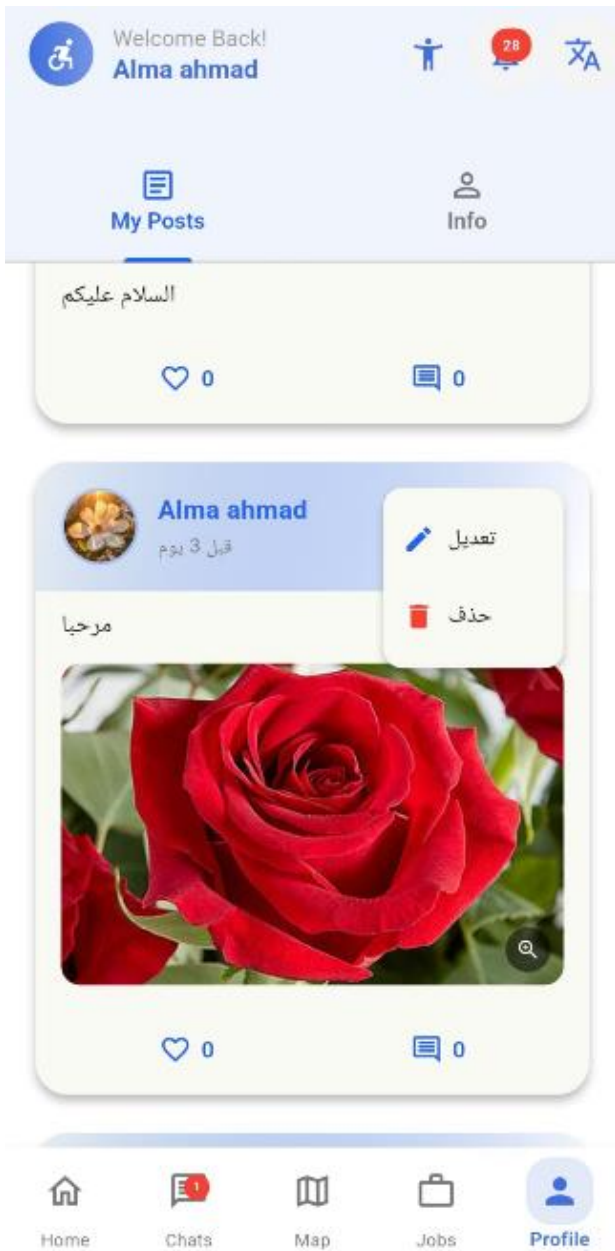 Welcome Back!
Alma ahmad
28
My Posts
Info
السلام عليكم
0
0
Alma ahmad
قبل 3 يوم
تعديل
حذف
مرحبا
0
0
1
Home
Chats
Map
Jobs
Profile